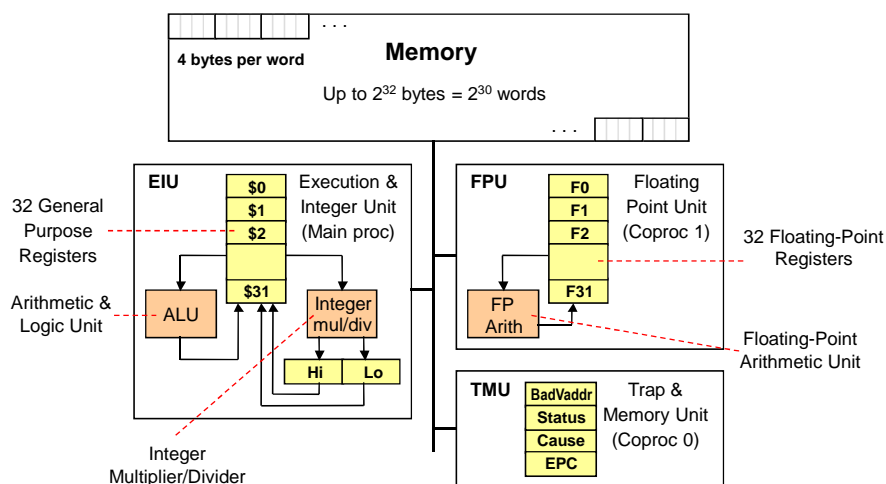 . . .
4 bytes per word
Memory
Up to 2³² bytes = 2³⁰ words
. . .
EIU
$0
$1
$2
$31
Execution &
Integer Unit
(Main proc)
32 General
Purpose
Registers
Arithmetic &
Logic Unit
ALU
Integer
mul/div
Hi
Lo
Integer
Multiplier/Divider
FPU
F0
F1
F2
F31
Floating
Point Unit
(Coproc 1)
FP
Arith
32 Floating-Point
Registers
Floating-Point
Arithmetic Unit
TMU
BadVaddr
Status
Cause
EPC
Trap &
Memory Unit
(Coproc 0)